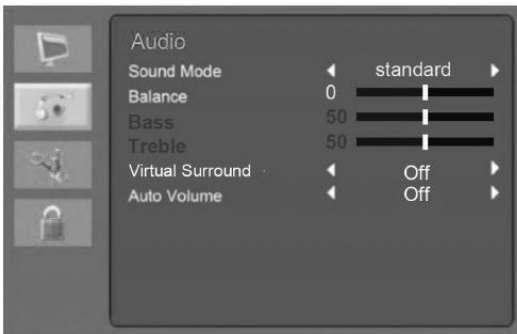 Audio
Sound Mode standard
Balance 0
Bass 50
Treble 50
Virtual Surround Off
Auto Volume Off